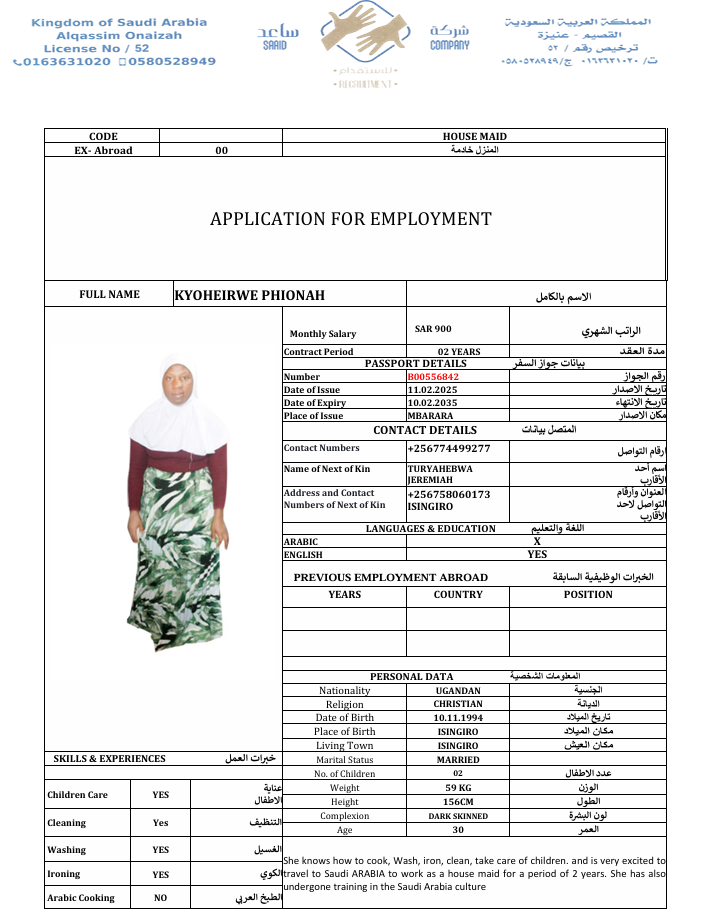 Kingdom of Saudi Arabia
Alqassim Onaizah
License No / 52
0163631020 0580528949
ساعد
SAAID
شركة
COMPANY
للاستقدام
RECRUITMENT
المملكة العربية السعودية
القصيم - عنيزة
ترخيص رقم / ٥٢
ت/ ٠١٦٣٦٣١٠٢٠ ج/٠٥٨٠٥٢٨٩٤٩
CODE HOUSE MAID
EX- Abroad 00 المنزل خادمة
APPLICATION FOR EMPLOYMENT
FULL NAME KYOHEIRWE PHIONAH الاسم بالكامل
Monthly Salary SAR 900 الراتب الشهري
Contract Period 02 YEARS مدة العقد
PASSPORT DETAILS بيانات جواز السفر
Number B00556842 رقم الجواز
Date of Issue 11.02.2025 تاريخ الاصدار
Date of Expiry 10.02.2035 تاريخ الانتهاء
Place of Issue MBARARA مكان الاصدار
CONTACT DETAILS المتصل بيانات
Contact Numbers +256774499277 ارقام التواصل
Name of Next of Kin TURYAHEBWA اسم أحد
JEREMIAH الأقارب
Address and Contact +256758060173 العنوان وأرقام
Numbers of Next of Kin ISINGIRO التواصل لاحد
الأقارب
LANGUAGES & EDUCATION اللغة والتعليم
ARABIC X
ENGLISH YES
PREVIOUS EMPLOYMENT ABROAD الخبرات الوظيفية السابقة
YEARS COUNTRY POSITION
PERSONAL DATA المعلومات الشخصية
Nationality UGANDAN الجنسية
Religion CHRISTIAN الديانة
Date of Birth 10.11.1994 تاريخ الميلاد
Place of Birth ISINGIRO مكان الميلاد
Living Town ISINGIRO مكان العيش
Marital Status MARRIED
No. of Children 02 عدد الاطفال
Weight 59 KG الوزن
Height 156CM الطول
Complexion DARK SKINNED لون البشرة
Age 30 العمر
SKILLS & EXPERIENCES خبرات العمل
Children Care YES عناية
الاطفال
Cleaning Yes التنظيف
Washing YES الغسيل
Ironing YES الكوي
Arabic Cooking NO الطبخ العربي
She knows how to cook, Wash, iron, clean, take care of children. and is very excited to
travel to Saudi ARABIA to work as a house maid for a period of 2 years. She has also
undergone training in the Saudi Arabia culture